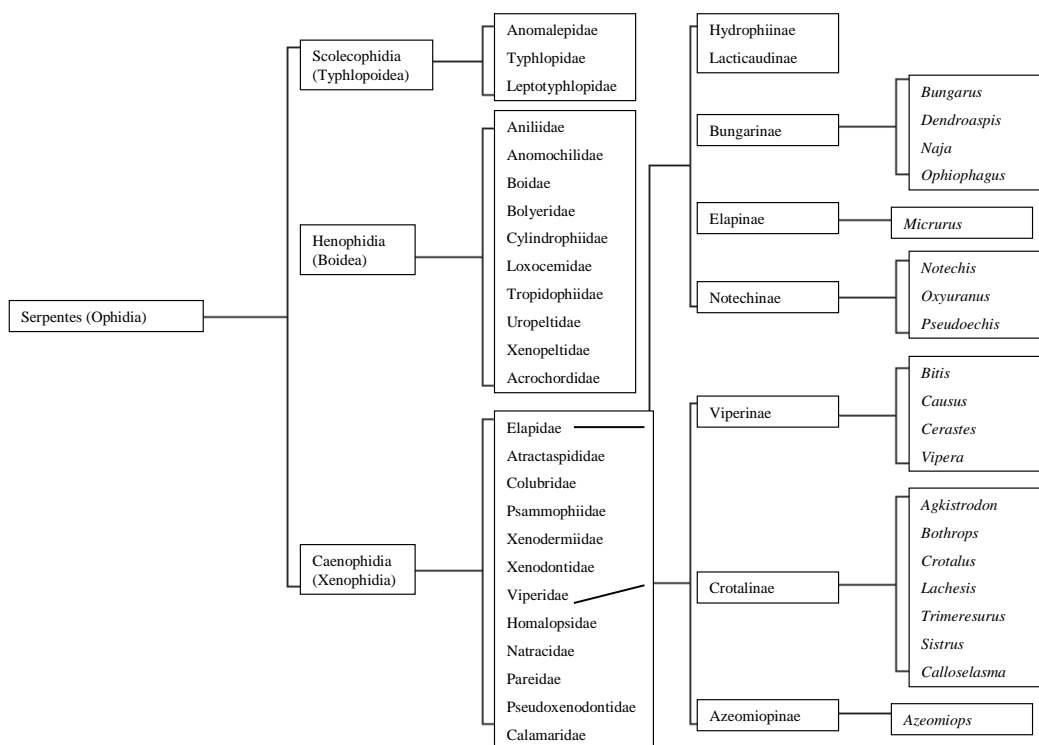 Serpentes (Ophidia)
Scolecophidia
(Typhlopoidea)
Henophidia
(Boidea)
Caenophidia
(Xenophidia)
Anomalepidae
Typhlopidae
Leptotyphlopidae
Aniliidae
Anomochilidae
Boidae
Bolyeridae
Cylindrophiidae
Loxocemidae
Tropidophiidae
Uropeltidae
Xenopeltidae
Acrochordidae
Elapidae
Atractaspididae
Colubridae
Psammophiidae
Xenodermiidae
Xenodontidae
Viperidae
Homalopsidae
Natracidae
Pareidae
Pseudoxenodontidae
Calamaridae
Hydrophiinae
Lacticaudinae
Bungarinae
Elapinae
Notechinae
Viperinae
Crotalinae
Azeomiopinae
Bungarus
Dendroaspis
Naja
Ophiophagus
Micrurus
Notechis
Oxyuranus
Pseudoechis
Bitis
Causus
Cerastes
Vipera
Agkistrodon
Bothrops
Crotalus
Lachesis
Trimeresurus
Sistrus
Calloselasma
Azeomiops